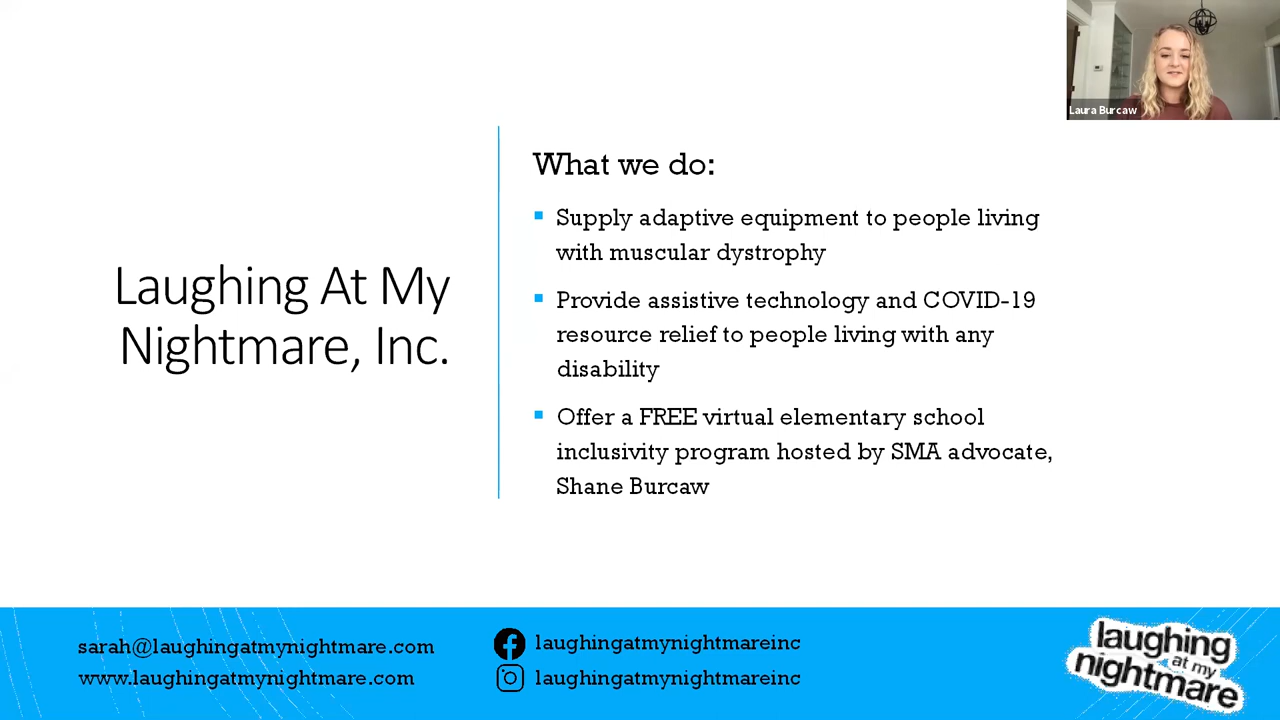 Laura Burcaw
Laughing At My
Nightmare, Inc.
What we do:
▪ Supply adaptive equipment to people living
with muscular dystrophy
▪ Provide assistive technology and COVID-19
resource relief to people living with any
disability
▪ Offer a FREE virtual elementary school
inclusivity program hosted by SMA advocate,
Shane Burcaw
sarah@laughingatmynightmare.com
www.laughingatmynightmare.com
laughingatmynightmareinc
laughingatmynightmareinc
laughing
at my
nightmare